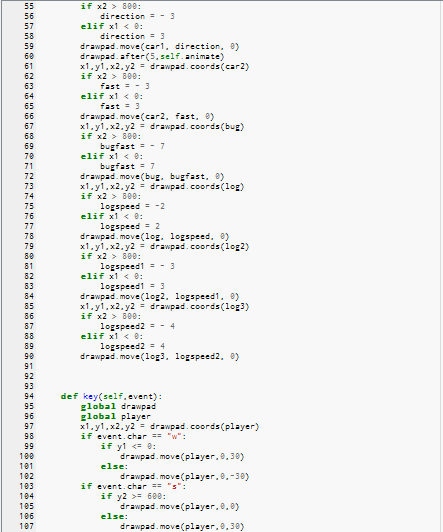 55 if x2 > 800:
56 direction = - 3
57 elif x1 < 0:
58 direction = 3
59 drawpad.move(car1, direction, 0)
60 drawpad.after(5,self.animate)
61 x1,y1,x2,y2 = drawpad.coords(car2)
62 if x2 > 800:
63 fast = - 3
64 elif x1 < 0:
65 fast = 3
66 drawpad.move(car2, fast, 0)
67 x1,y1,x2,y2 = drawpad.coords(bug)
68 if x2 > 800:
69 bugfast = - 7
70 elif x1 < 0:
71 bugfast = 7
72 drawpad.move(bug, bugfast, 0)
73 x1,y1,x2,y2 = drawpad.coords(log)
74 if x2 > 800:
75 logspeed = -2
76 elif x1 < 0:
77 logspeed = 2
78 drawpad.move(log, logspeed, 0)
79 x1,y1,x2,y2 = drawpad.coords(log2)
80 if x2 > 800:
81 logspeed1 = - 3
82 elif x1 < 0:
83 logspeed1 = 3
84 drawpad.move(log2, logspeed1, 0)
85 x1,y1,x2,y2 = drawpad.coords(log3)
86 if x2 > 800:
87 logspeed2 = - 4
88 elif x1 < 0:
89 logspeed2 = 4
90 drawpad.move(log3, logspeed2, 0)
91
92
93
94 def key(self,event):
95 global drawpad
96 global player
97 x1,y1,x2,y2 = drawpad.coords(player)
98 if event.char == "w":
99 if y1 <= 0:
100 drawpad.move(player,0,30)
101 else:
102 drawpad.move(player,0,-30)
103 if event.char == "s":
104 if y2 >= 600:
105 drawpad.move(player,0,0)
106 else:
107 drawpad.move(player,0,30)